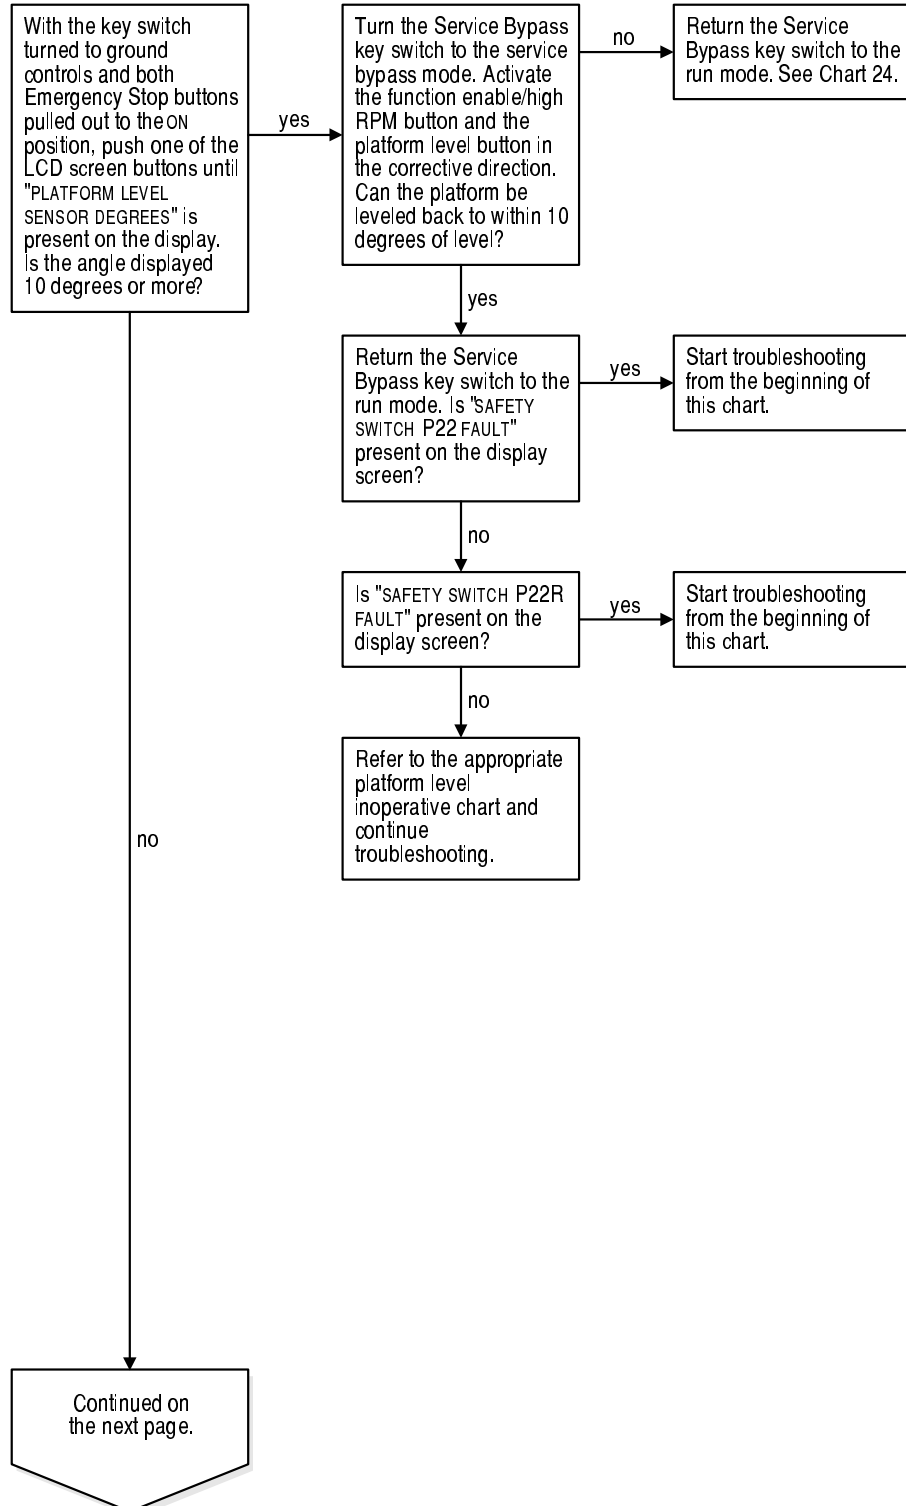 With the key switch
turned to ground
controls and both
Emergency Stop buttons
pulled out to the ON
position, push one of the
LCD screen buttons until
"PLATFORM LEVEL
SENSOR DEGREES" is
present on the display.
Is the angle displayed
10 degrees or more?
yes
Turn the Service Bypass
key switch to the service
bypass mode. Activate
the function enable/high
RPM button and the
platform level button in
the corrective direction.
Can the platform be
leveled back to within 10
degrees of level?
no
Return the Service
Bypass key switch to the
run mode. See Chart 24.
yes
Return the Service
Bypass key switch to the
run mode. Is "SAFETY
SWITCH P22 FAULT"
present on the display
screen?
yes
Start troubleshooting
from the beginning of
this chart.
no
Is "SAFETY SWITCH P22R
FAULT" present on the
display screen?
yes
Start troubleshooting
from the beginning of
this chart.
no
Refer to the appropriate
platform level
inoperative chart and
continue
troubleshooting.
no
Continued on
the next page.